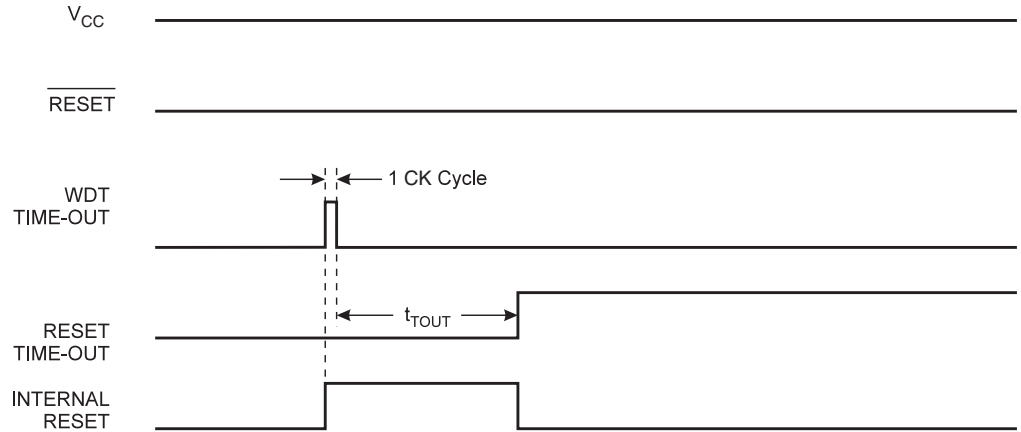 VCC
RESET
1 CK Cycle
WDT
TIME-OUT
tTOUT
RESET
TIME-OUT
INTERNAL
RESET